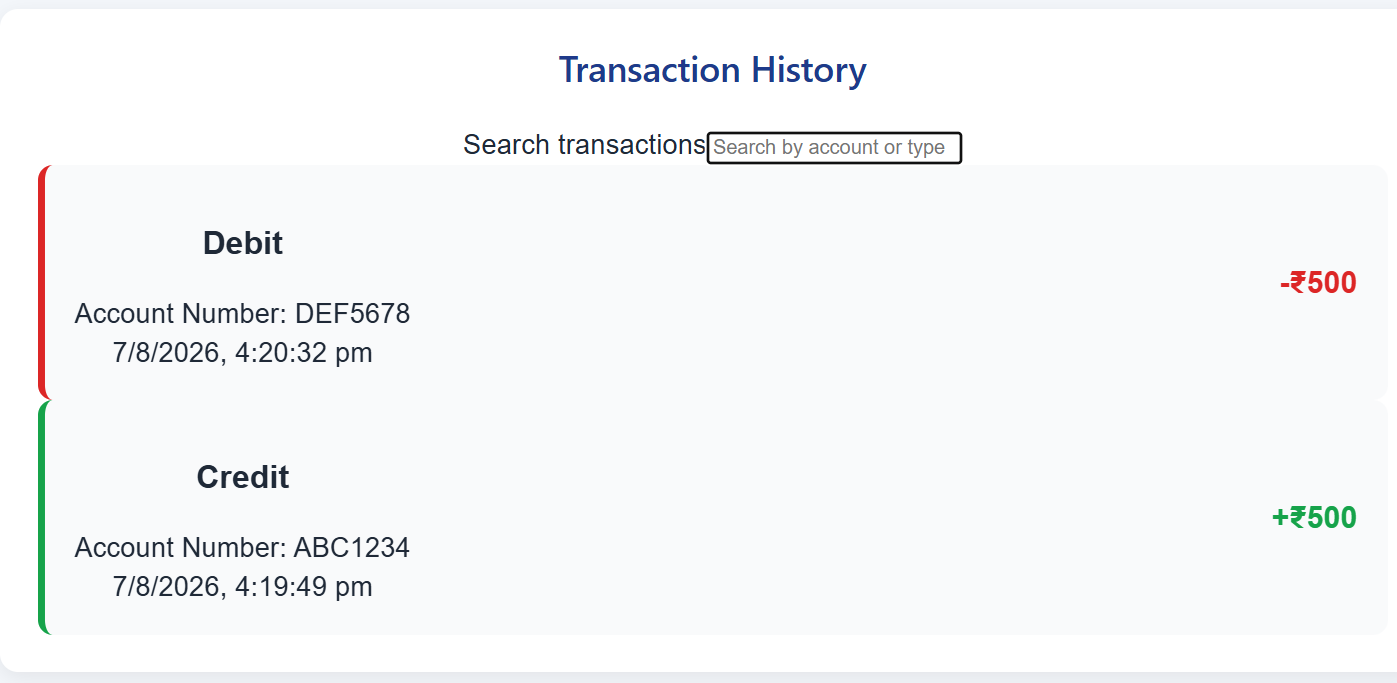 Transaction History
Search transactions Search by account or type
Debit
-₹500
Account Number: DEF5678
7/8/2026, 4:20:32 pm
Credit
+₹500
Account Number: ABC1234
7/8/2026, 4:19:49 pm